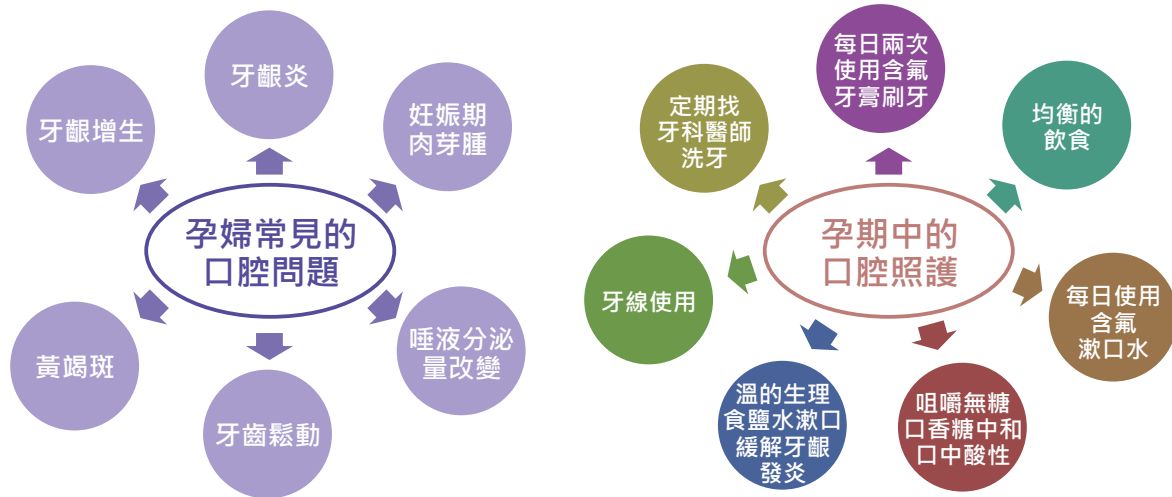 孕婦常見的
口腔問題
牙齦炎
妊娠期
肉芽腫
唾液分泌
量改變
牙齒鬆動
黃竭斑
牙齦增生
孕期中的
口腔照護
每日兩次
使用含氟
牙膏刷牙
均衡的
飲食
每日使用
含氟
漱口水
咀嚼無糖
口香糖中和
口中酸性
溫的生理
食鹽水漱口
緩解牙齦
發炎
牙線使用
定期找
牙科醫師
洗牙